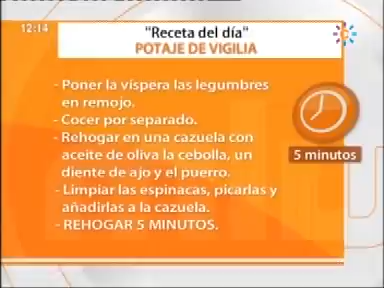 12:14
"Receta del día"
POTAJE DE VIGILIA
- Poner la víspera las legumbres
en remojo.
- Cocer por separado.
- Rehogar en una cazuela con
aceite de oliva la cebolla, un
diente de ajo y el puerro.
- Limpiar las espinacas, picarlas y
añadirlas a la cazuela.
- REHOGAR 5 MINUTOS.
5 minutos